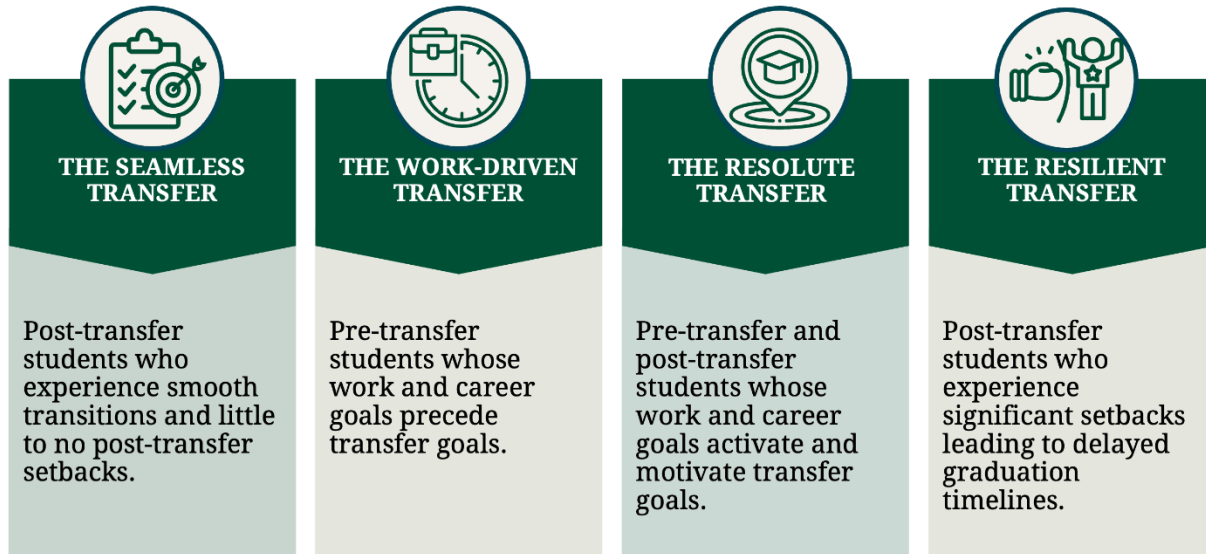 THE SEAMLESS
TRANSFER
Post-transfer
students who
experience smooth
transitions and little
to no post-transfer
setbacks.
THE WORK-DRIVEN
TRANSFER
Pre-transfer
students whose
work and career
goals precede
transfer goals.
THE RESOLUTE
TRANSFER
Pre-transfer and
post-transfer
students whose
work and career
goals activate and
motivate transfer
goals.
THE RESILIENT
TRANSFER
Post-transfer
students who
experience
significant setbacks
leading to delayed
graduation
timelines.